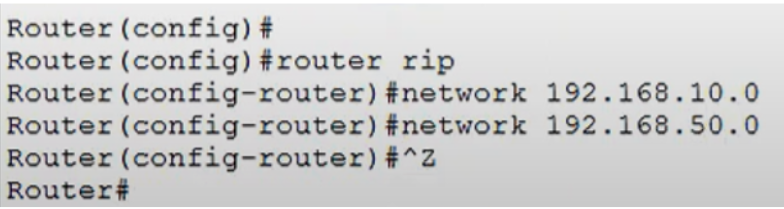 Router(config)#
Router(config)#router rip
Router(config-router)#network 192.168.10.0
Router(config-router)#network 192.168.50.0
Router(config-router)#^Z
Router#